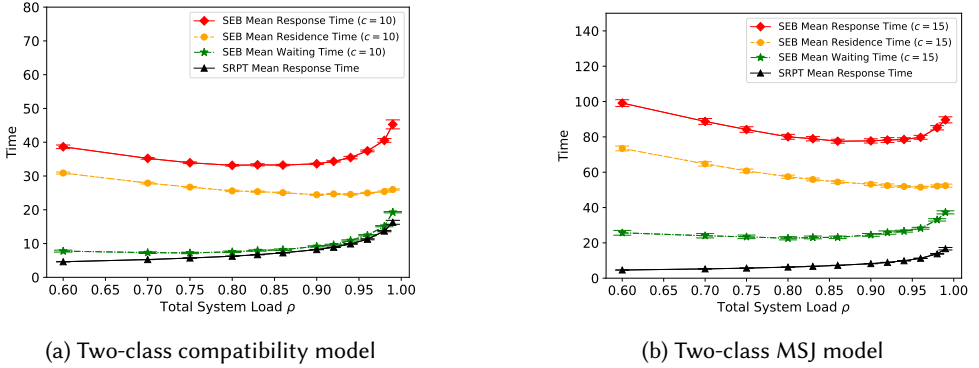 80
70
60
50
40
30
20
10
0
Time
0.60 0.65 0.70 0.75 0.80 0.85 0.90 0.95 1.00
Total System Load ρ
SEB Mean Response Time (c = 10)
SEB Mean Residence Time (c = 10)
SEB Mean Waiting Time (c = 10)
SRPT Mean Response Time
(a) Two-class compatibility model
140
120
100
80
60
40
20
0
Time
0.60 0.65 0.70 0.75 0.80 0.85 0.90 0.95 1.00
Total System Load ρ
SEB Mean Response Time (c = 15)
SEB Mean Residence Time (c = 15)
SEB Mean Waiting Time (c = 15)
SRPT Mean Response Time
(b) Two-class MSJ model